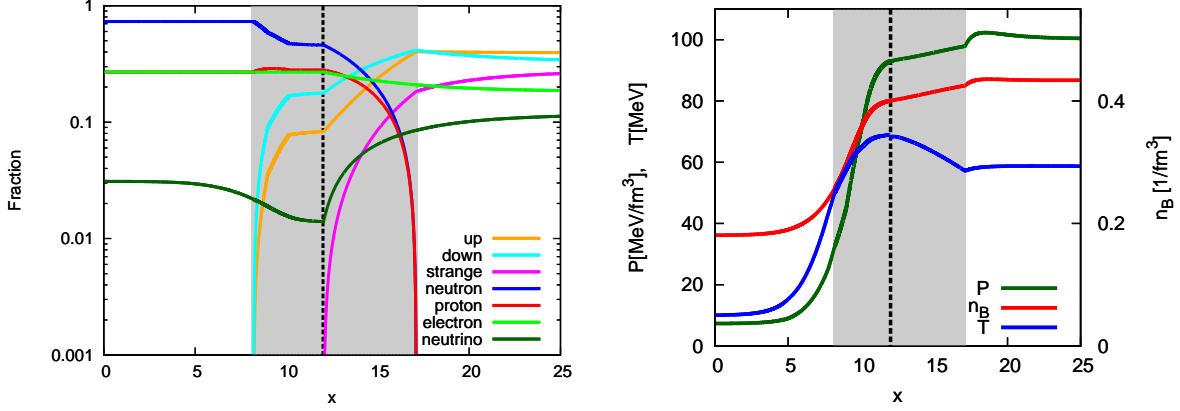 1
0.1
0.01
0.001
Fraction
0
5
10
15
20
25
x
up
down
strange
neutron
proton
electron
neutrino
100
80
60
40
20
0
P[MeV/fm³], T[MeV]
0
5
10
15
20
25
x
0.4
0.2
0
n_B [1/fm³]
P
n_B
T